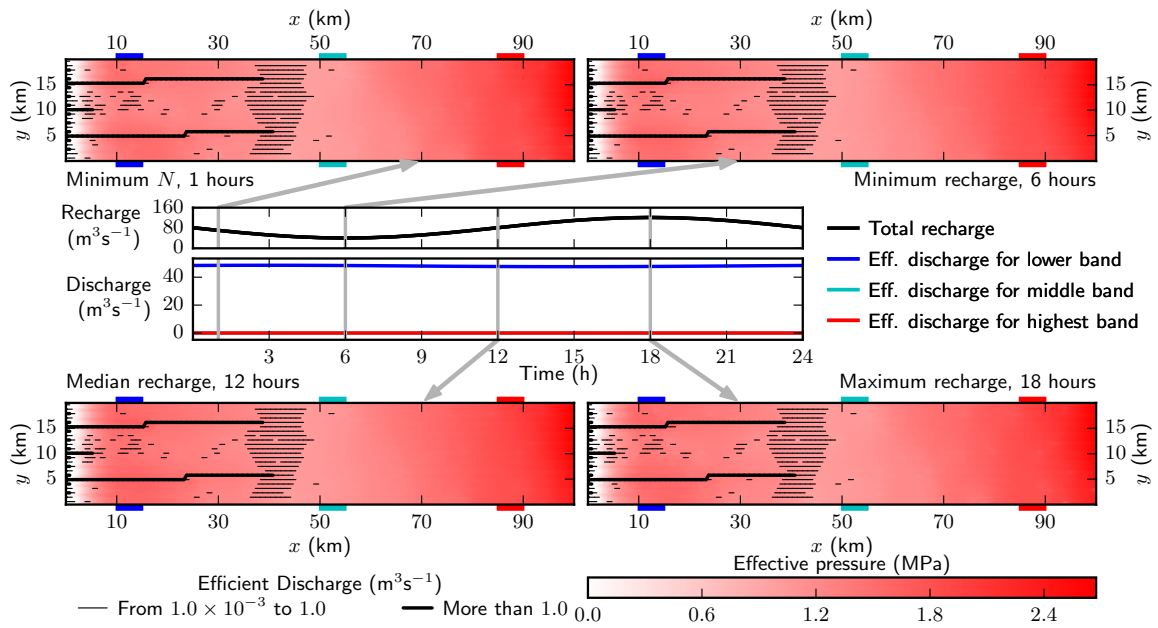 x (km)
x (km)
10 30 50 70 90
10 30 50 70 90
y (km)
15
10
5
15
10
5
y (km)
Minimum N, 1 hours
Minimum recharge, 6 hours
Recharge
(m³s⁻¹)
160
80
0
Discharge
(m³s⁻¹)
40
20
0
3 6 9 12 15 18 21 24
Time (h)
Total recharge
Eff. discharge for lower band
Eff. discharge for middle band
Eff. discharge for highest band
Median recharge, 12 hours
Maximum recharge, 18 hours
y (km)
15
10
5
15
10
5
y (km)
10 30 50 70 90
10 30 50 70 90
x (km)
x (km)
Efficient Discharge (m³s⁻¹)
From 1.0 × 10⁻³ to 1.0
More than 1.0
Effective pressure (MPa)
0.0 0.6 1.2 1.8 2.4